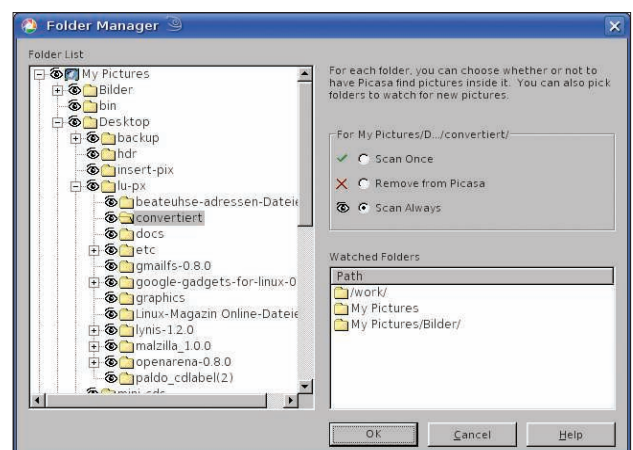 Folder Manager
Folder List
My Pictures
Bilder
bin
Desktop
backup
hdr
insert-pix
lu-px
beateuhse-adressen-Dateie
convertiert
docs
etc
gmailfs-0.8.0
google-gadgets-for-linux-0
graphics
Linux-Magazin Online-Dateie
lynis-1.2.0
malzilla_1.0.0
openarena-0.8.0
paldo_cdlabel(2)
For each folder, you can choose whether or not to
have Picasa find pictures inside it. You can also pick
folders to watch for new pictures.
For My Pictures/D.../convertiert/
Scan Once
Remove from Picasa
Scan Always
Watched Folders
Path
/work/
My Pictures
My Pictures/Bilder/
OK
Cancel
Help